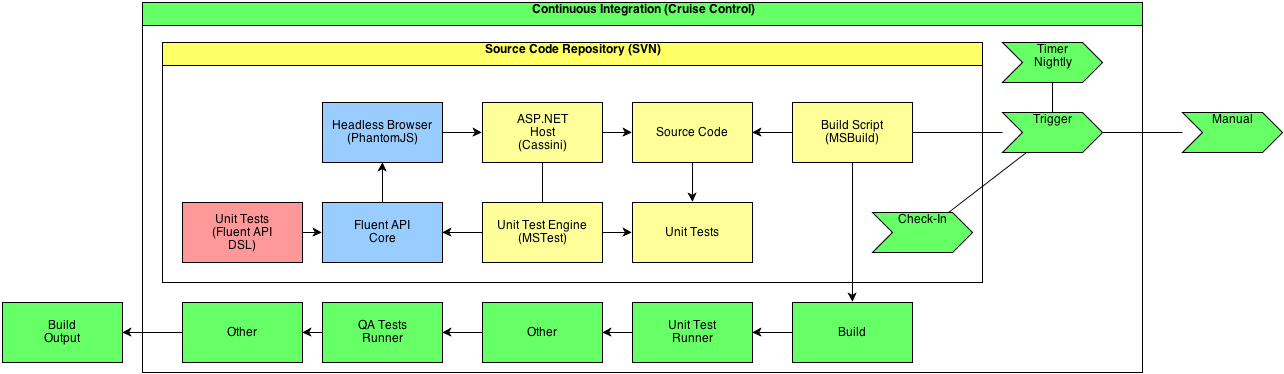 Continuous Integration (Cruise Control)
Source Code Repository (SVN)
Timer
Nightly
Headless Browser
(PhantomJS)
ASP.NET
Host
(Cassini)
Source Code
Build Script
(MSBuild)
Trigger
Manual
Unit Tests
(Fluent API
DSL)
Fluent API
Core
Unit Test Engine
(MSTest)
Unit Tests
Check-In
Build
Output
Other
QA Tests
Runner
Other
Unit Test
Runner
Build